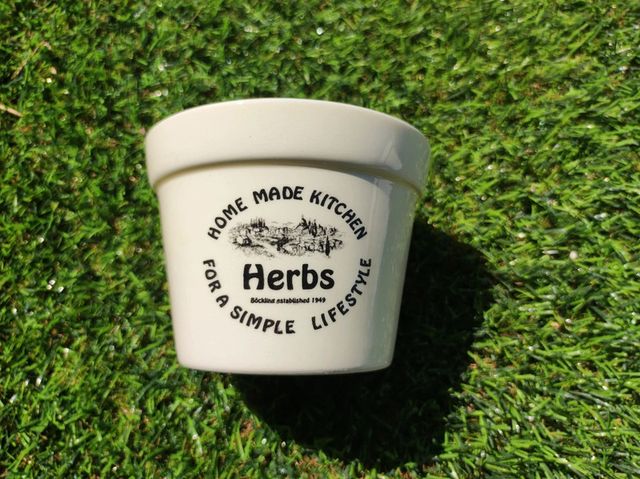 HOME MADE KITCHEN
Herbs
Böckling established 1949
FOR A SIMPLE LIFESTYLE